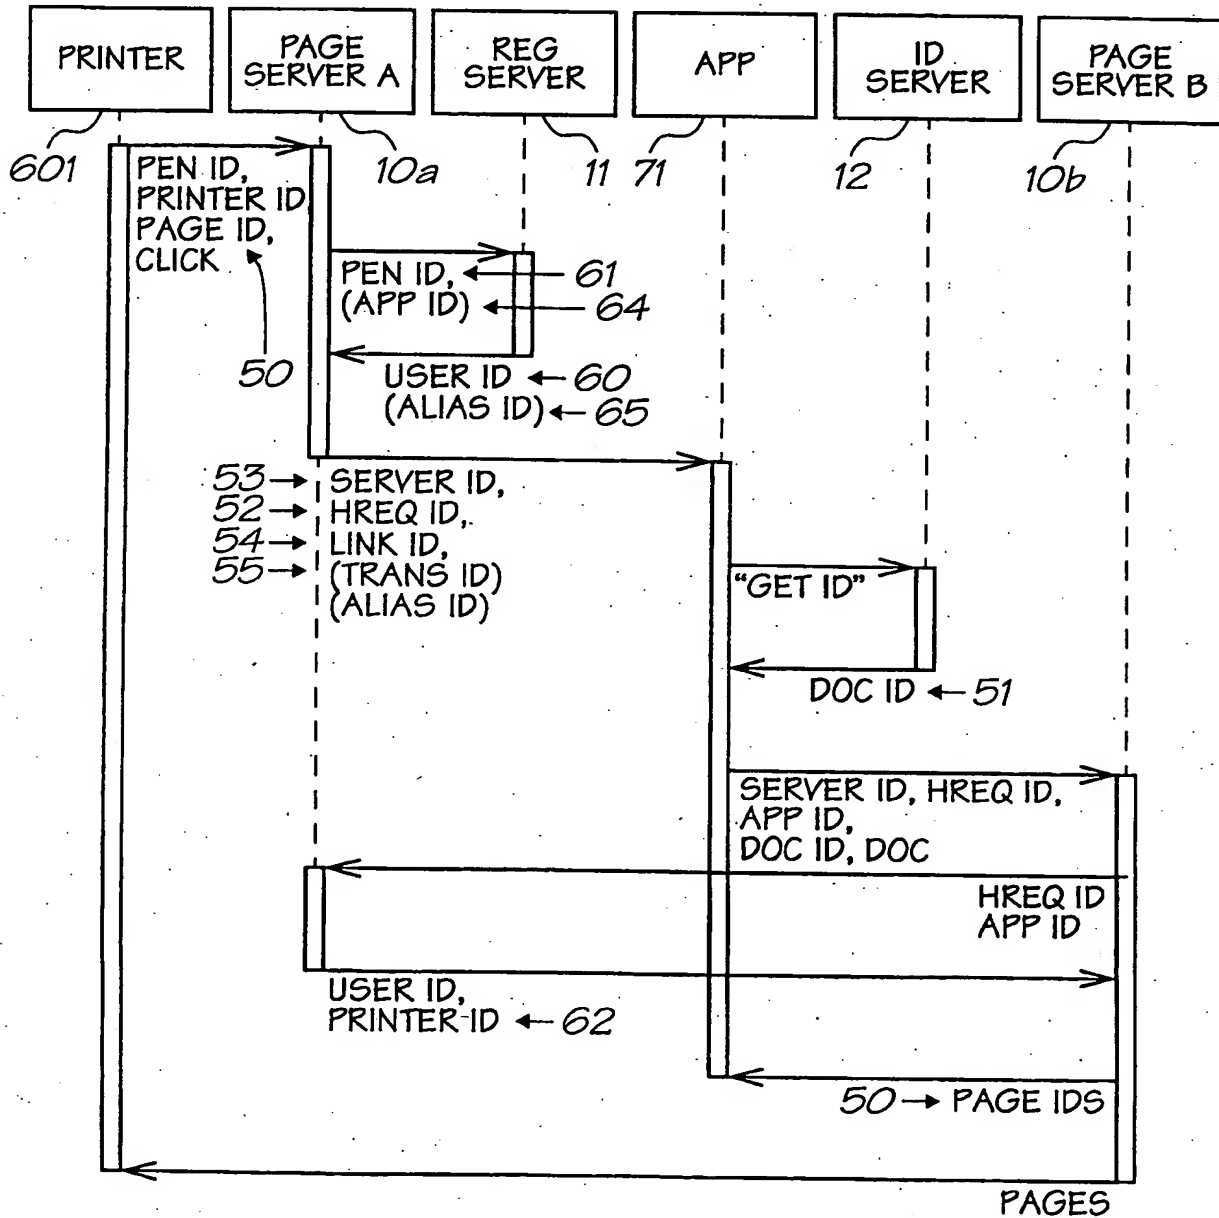 PRINTER
PAGE
SERVER A
REG
SERVER
APP
ID
SERVER
PAGE
SERVER B
601
10a
11
71
12
10b
PEN ID,
PRINTER ID
PAGE ID,
CLICK
50
PEN ID,
61
(APP ID)
64
USER ID
60
(ALIAS ID)
65
53
SERVER ID,
52
HREQ ID,
54
LINK ID,
55
(TRANS ID)
(ALIAS ID)
"GET ID"
DOC ID
51
SERVER ID, HREQ ID,
APP ID,
DOC ID, DOC
HREQ ID
APP ID
USER ID,
PRINTER ID
62
50
PAGE IDS
PAGES